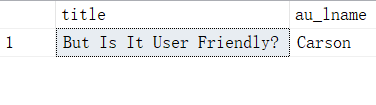 title au_lname
1 But Is It User Friendly? Carson